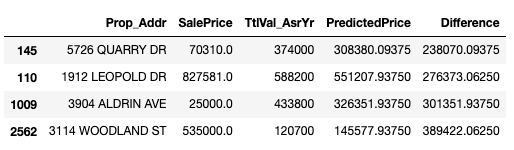 Prop_Addr SalePrice TtlVal_AsrYr PredictedPrice Difference
145 5726 QUARRY DR 70310.0 374000 308380.09375 238070.09375
110 1912 LEOPOLD DR 827581.0 588200 551207.93750 276373.06250
1009 3904 ALDRIN AVE 25000.0 433800 326351.93750 301351.93750
2562 3114 WOODLAND ST 535000.0 120700 145577.93750 389422.06250